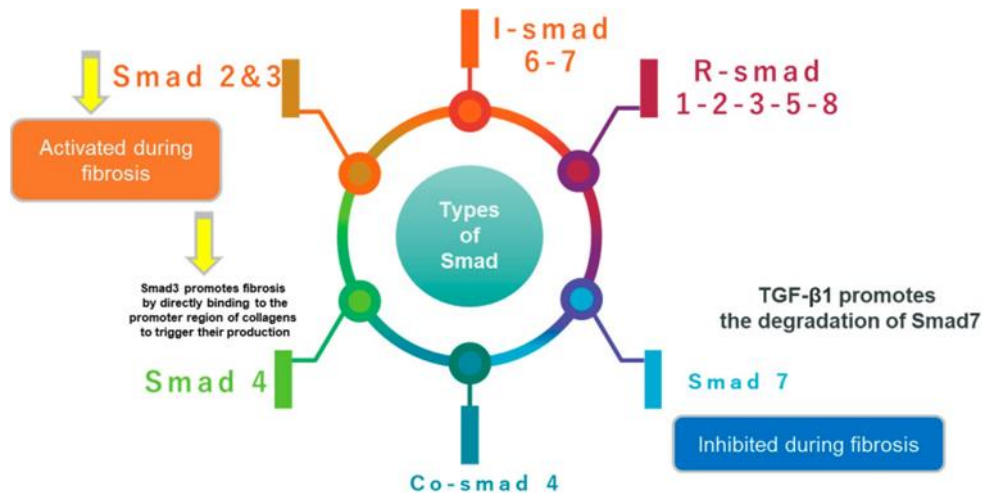 I-smad
6-7
Smad 2&3
R-smad
1-2-3-5-8
Activated during
fibrosis
Types
of
Smad
Smad3 promotes fibrosis
by directly binding to the
promoter region of collagens
to trigger their production
TGF-β1 promotes
the degradation of Smad7
Smad 4
Smad 7
Inhibited during fibrosis
Co-smad 4